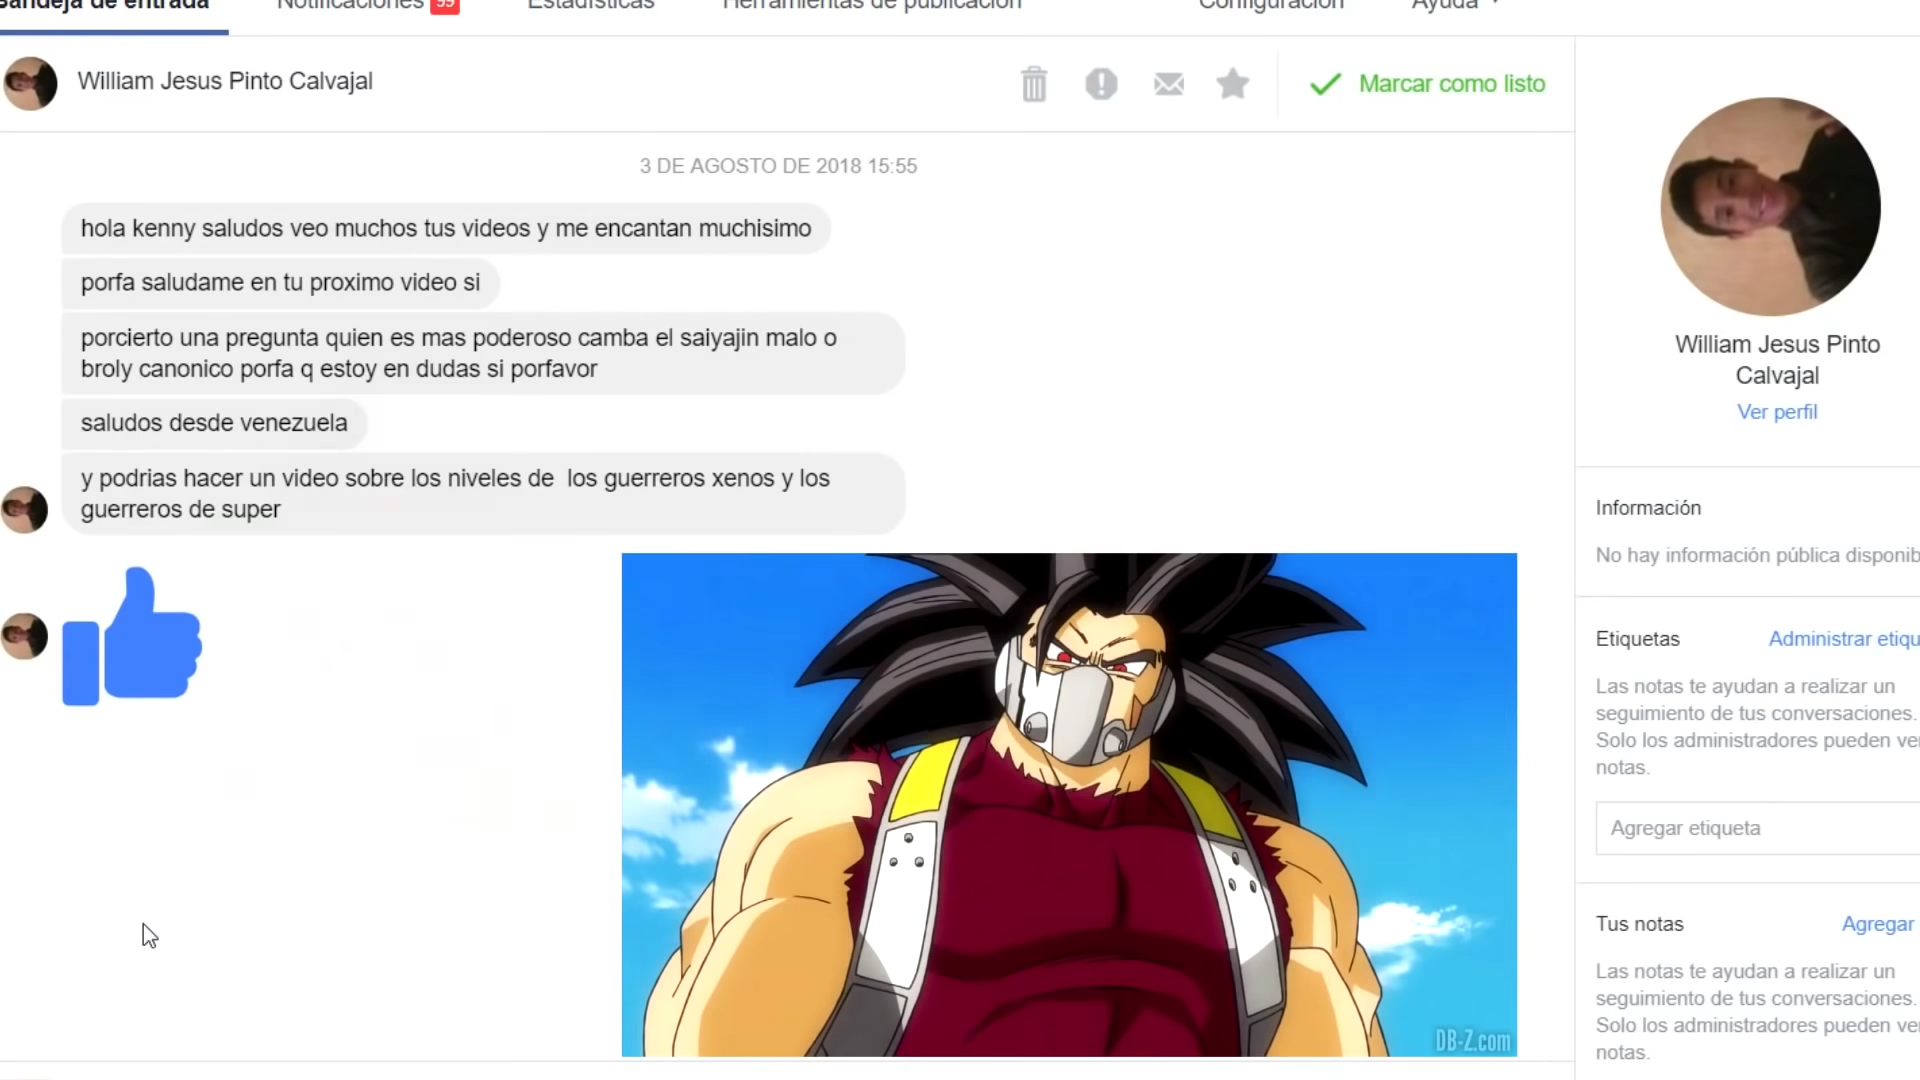 Bandeja de entrada
Notificaciones 99
Estadísticas
Herramientas de publicación
Configuración
Ayuda
William Jesus Pinto Calvajal
Marcar como listo
3 DE AGOSTO DE 2018 15:55
hola kenny saludos veo muchos tus videos y me encantan muchisimo
porfa saludame en tu proximo video si
porcierto una pregunta quien es mas poderoso camba el saiyajin malo o
broly canonico porfa q estoy en dudas si porfavor
saludos desde venezuela
y podrias hacer un video sobre los niveles de  los guerreros xenos y los
guerreros de super
DB-Z.com
William Jesus Pinto
Calvajal
Ver perfil
Información
No hay información pública disponib
Etiquetas
Administrar etiqu
Las notas te ayudan a realizar un
seguimiento de tus conversaciones.
Solo los administradores pueden ve
notas.
Agregar etiqueta
Tus notas
Agregar
Las notas te ayudan a realizar un
seguimiento de tus conversaciones.
Solo los administradores pueden ve
notas.